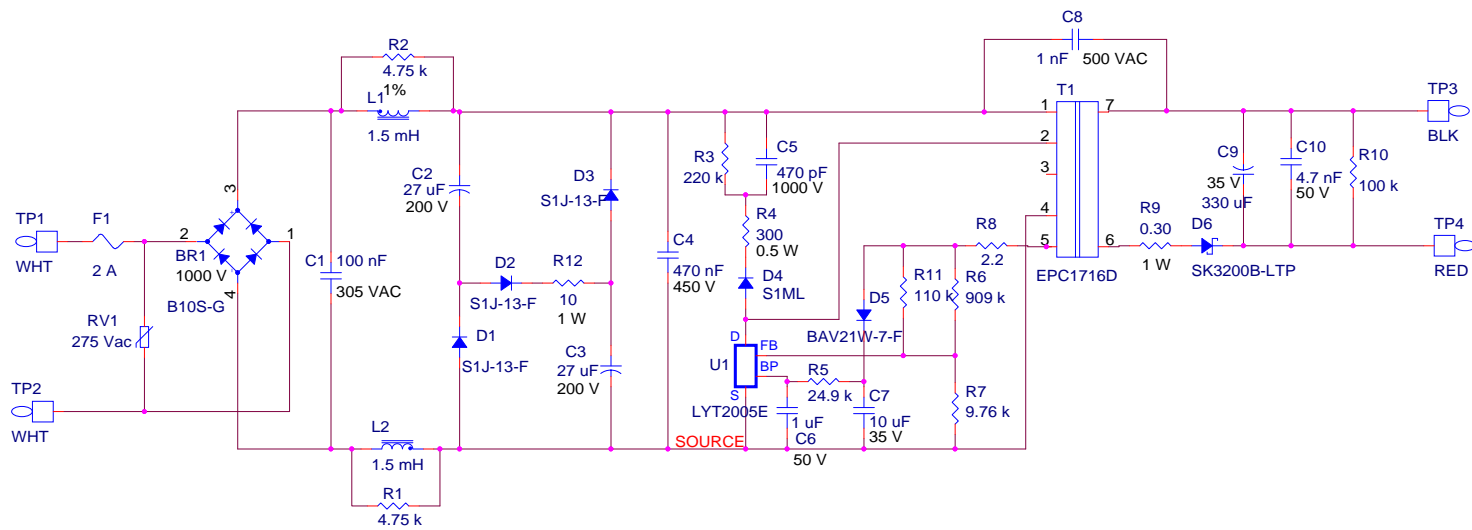 C8
1 nF
500 VAC
R2
4.75 k
1%
L1
1.5 mH
T1
1
2
3
4
5
7
6
EPC1716D
TP3
BLK
TP4
RED
C9
35 V
330 uF
C10
4.7 nF
50 V
R10
100 k
R9
0.30
1 W
D6
SK3200B-LTP
R3
220 k
C5
470 pF
1000 V
R4
300
0.5 W
D4
S1ML
C2
27 uF
200 V
D3
S1J-13-F
TP1
WHT
F1
2 A
3
2
1
4
BR1
1000 V
B10S-G
RV1
275 Vac
TP2
WHT
C1
100 nF
305 VAC
D2
S1J-13-F
R12
10
1 W
D1
S1J-13-F
C3
27 uF
200 V
C4
470 nF
450 V
R8
2.2
R11
110 k
R6
909 k
D5
BAV21W-7-F
D
FB
BP
S
U1
LYT2005E
R5
24.9 k
C7
10 uF
35 V
1 uF
C6
50 V
R7
9.76 k
SOURCE
L2
1.5 mH
R1
4.75 k